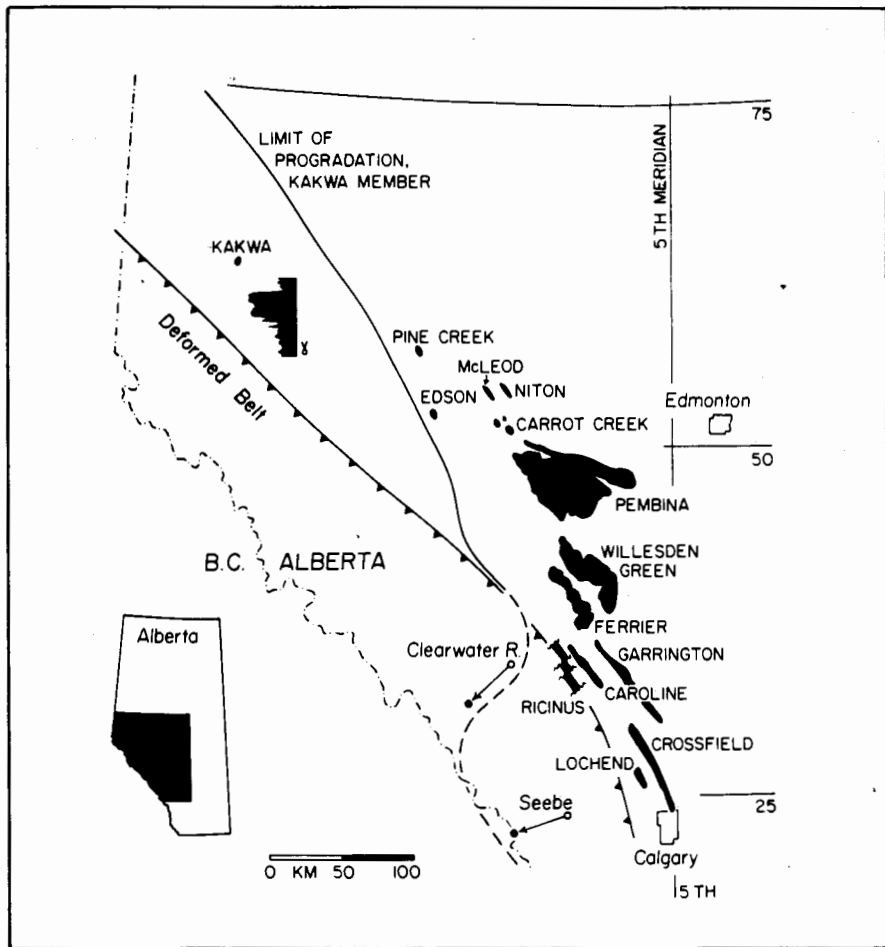 75
LIMIT OF
PROGRADATION,
KAKWA MEMBER
5TH MERIDIAN
KAKWA
γ
Deformed Belt
PINE CREEK
McLEOD
NITON
EDSON
Edmonton
CARROT CREEK
50
PEMBINA
B.C. ALBERTA
WILLESDEN
GREEN
Alberta
FERRIER
Clearwater R.
GARRINGTON
CAROLINE
RICINUS
CROSSFIELD
LOCHEND
Seebe
25
Calgary
0 KM 50 100
5 TH